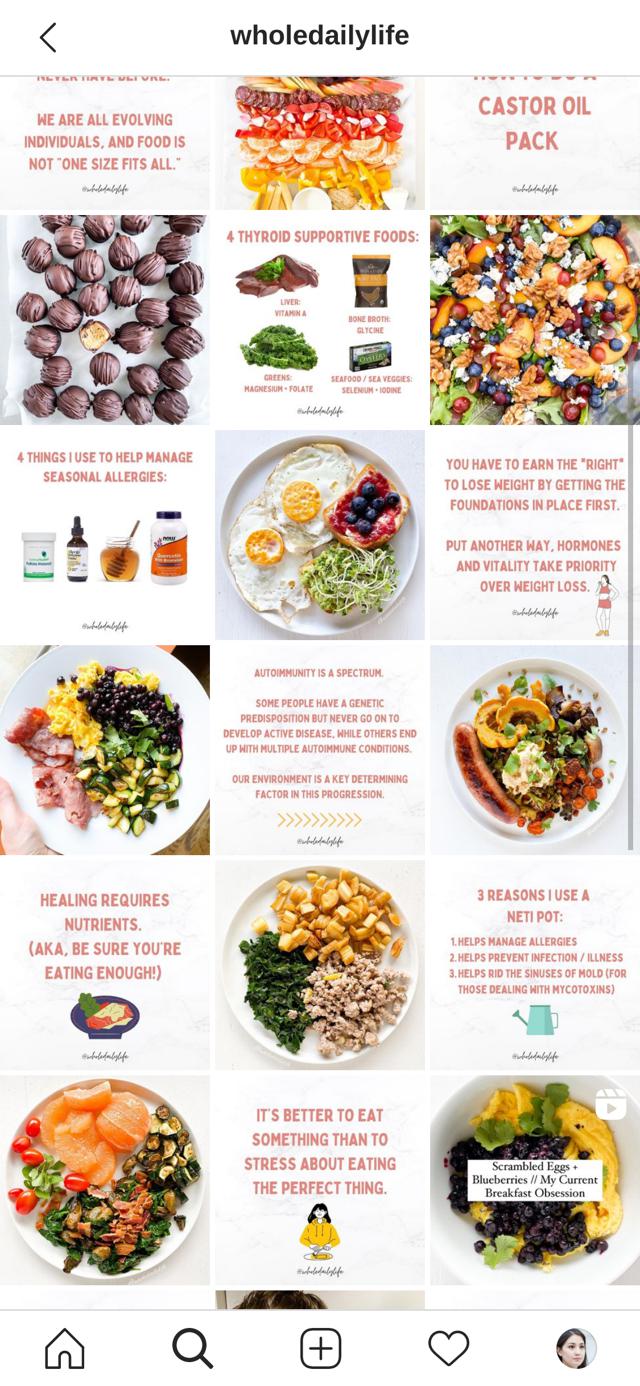 wholedailylife
NEVER HAVE BEFORE.
WE ARE ALL EVOLVING
INDIVIDUALS, AND FOOD IS
NOT "ONE SIZE FITS ALL."
@wholedailylife
HOW TO DO A
CASTOR OIL
PACK
@wholedailylife
4 THYROID SUPPORTIVE FOODS:
LIVER:
VITAMIN A
BONE BROTH:
GLYCINE
GREENS:
MAGNESIUM + FOLATE
SEAFOOD / SEA VEGGIES:
SELENIUM + IODINE
@wholedailylife
4 THINGS I USE TO HELP MANAGE
SEASONAL ALLERGIES:
now
Quercetin
@wholedailylife
YOU HAVE TO EARN THE "RIGHT"
TO LOSE WEIGHT BY GETTING THE
FOUNDATIONS IN PLACE FIRST.
PUT ANOTHER WAY, HORMONES
AND VITALITY TAKE PRIORITY
OVER WEIGHT LOSS.
@wholedailylife
AUTOIMMUNITY IS A SPECTRUM.
SOME PEOPLE HAVE A GENETIC
PREDISPOSITION BUT NEVER GO ON TO
DEVELOP ACTIVE DISEASE, WHILE OTHERS END
UP WITH MULTIPLE AUTOIMMUNE CONDITIONS.
OUR ENVIRONMENT IS A KEY DETERMINING
FACTOR IN THIS PROGRESSION.
@wholedailylife
HEALING REQUIRES
NUTRIENTS.
(AKA, BE SURE YOU'RE
EATING ENOUGH!)
@wholedailylife
3 REASONS I USE A
NETI POT:
1. HELPS MANAGE ALLERGIES
2. HELPS PREVENT INFECTION / ILLNESS
3. HELPS RID THE SINUSES OF MOLD (FOR
THOSE DEALING WITH MYCOTOXINS)
@wholedailylife
IT'S BETTER TO EAT
SOMETHING THAN TO
STRESS ABOUT EATING
THE PERFECT THING.
@wholedailylife
Scrambled Eggs +
Blueberries // My Current
Breakfast Obsession